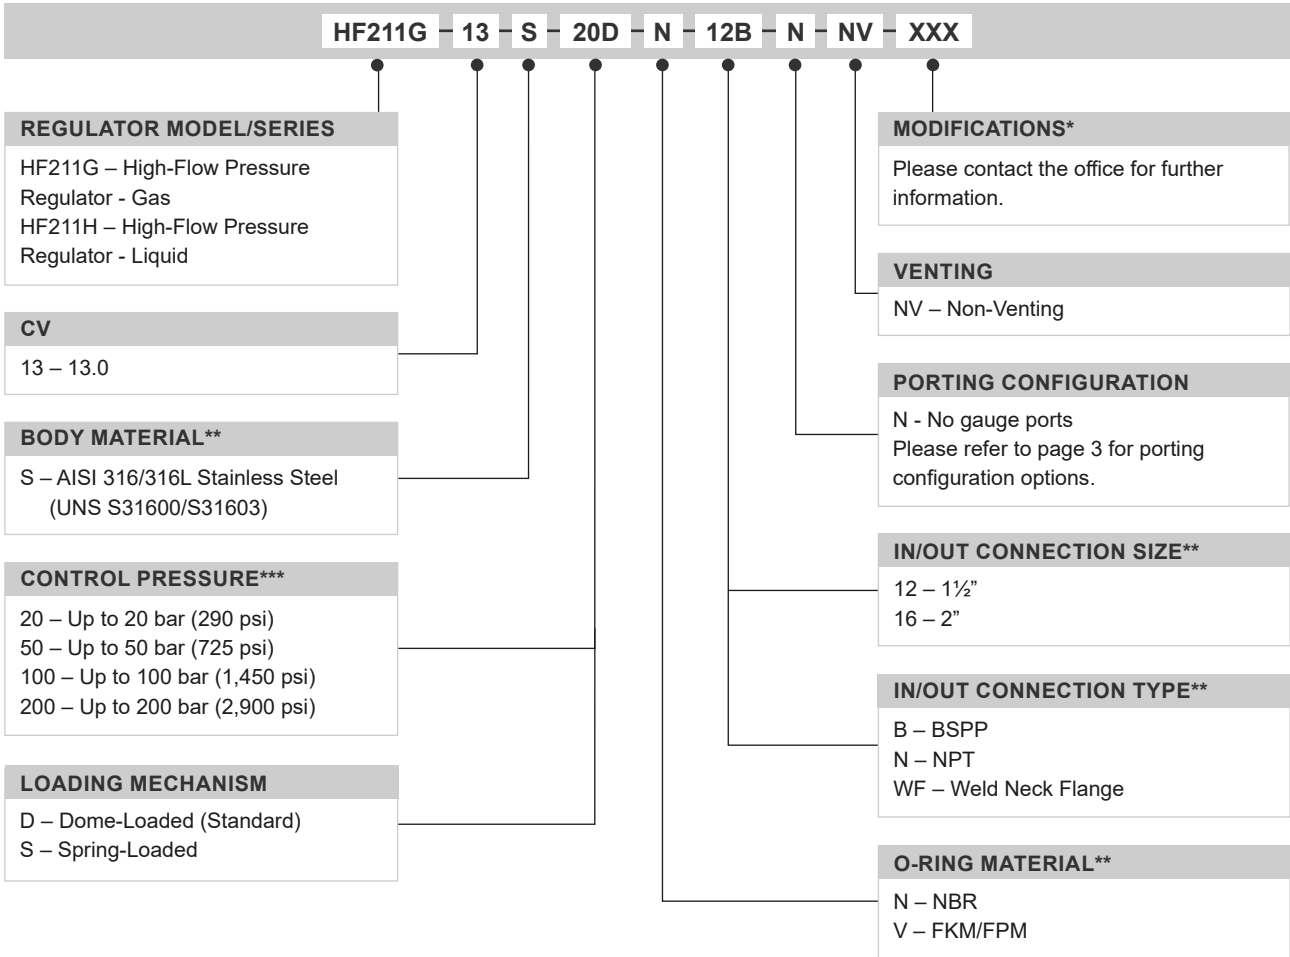 HF211G – 13 – S – 20D – N – 12B – N – NV – XXX
REGULATOR MODEL/SERIES
HF211G – High-Flow Pressure
Regulator - Gas
HF211H – High-Flow Pressure
Regulator - Liquid
CV
13 – 13.0
BODY MATERIAL**
S – AISI 316/316L Stainless Steel
(UNS S31600/S31603)
CONTROL PRESSURE***
20 – Up to 20 bar (290 psi)
50 – Up to 50 bar (725 psi)
100 – Up to 100 bar (1,450 psi)
200 – Up to 200 bar (2,900 psi)
LOADING MECHANISM
D – Dome-Loaded (Standard)
S – Spring-Loaded
MODIFICATIONS*
Please contact the office for further
information.
VENTING
NV – Non-Venting
PORTING CONFIGURATION
N - No gauge ports
Please refer to page 3 for porting
configuration options.
IN/OUT CONNECTION SIZE**
12 – 1½”
16 – 2”
IN/OUT CONNECTION TYPE**
B – BSPP
N – NPT
WF – Weld Neck Flange
O-RING MATERIAL**
N – NBR
V – FKM/FPM